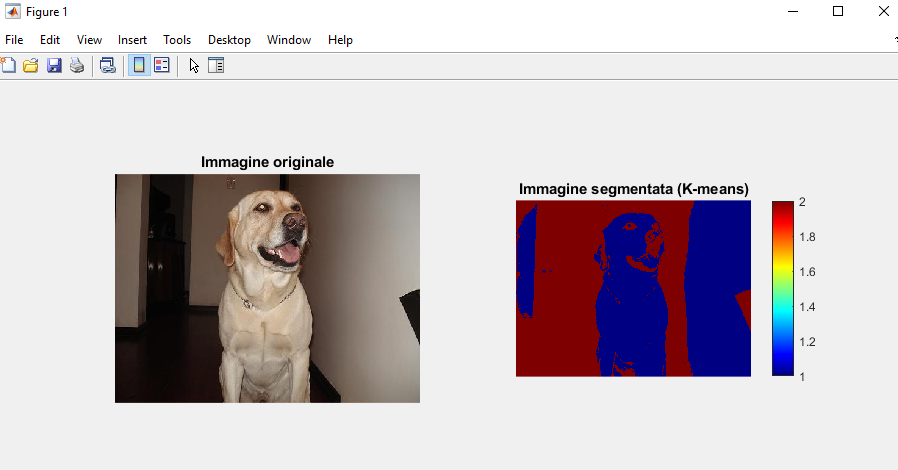 Figure 1
File Edit View Insert Tools Desktop Window Help
Immagine originale
Immagine segmentata (K-means)
2
1.8
1.6
1.4
1.2
1